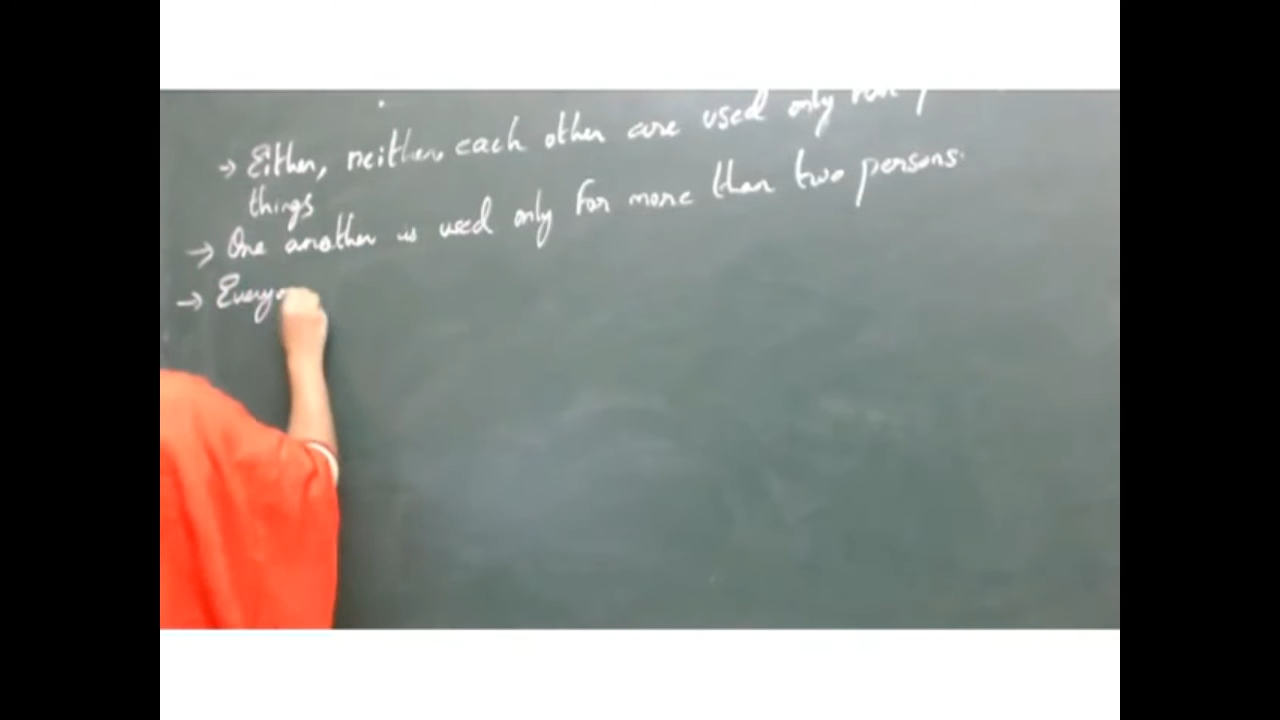 → Either, neither, each other are used only
things
→ One another is used only for more than two persons.
→ Every